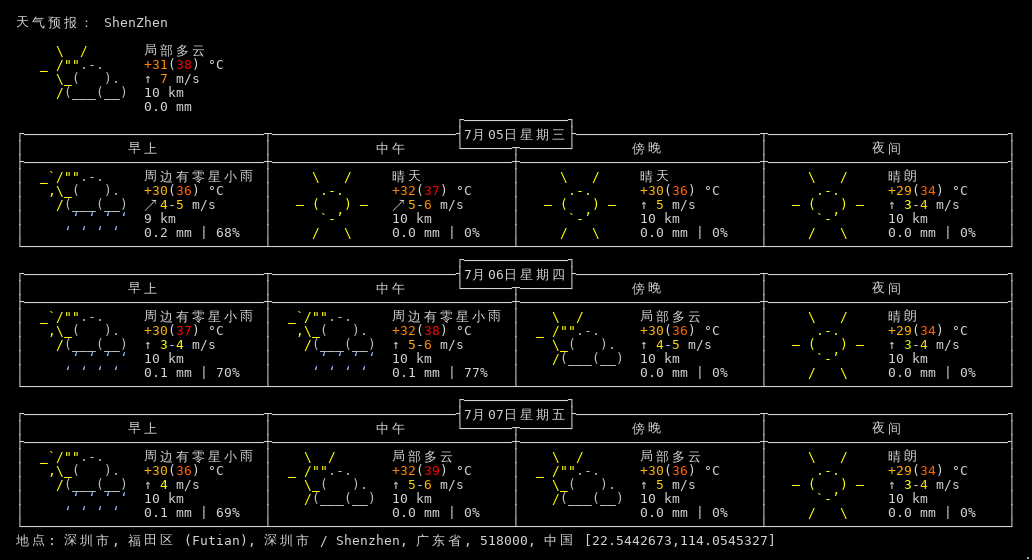 天气预报： ShenZhen
局部多云
+31(38) °C
↑ 7 m/s
10 km
0.0 mm
7月05日星期三
早上 中午 傍晚 夜间
周边有零星小雨 晴天 晴天 晴朗
+30(36) °C +32(37) °C +30(36) °C +29(34) °C
↗ 4-5 m/s ↗ 5-6 m/s ↑ 5 m/s ↑ 3-4 m/s
9 km 10 km 10 km 10 km
0.2 mm | 68% 0.0 mm | 0% 0.0 mm | 0% 0.0 mm | 0%
7月06日星期四
早上 中午 傍晚 夜间
周边有零星小雨 周边有零星小雨 局部多云 晴朗
+30(37) °C +32(38) °C +30(36) °C +29(34) °C
↑ 3-4 m/s ↑ 5-6 m/s ↑ 4-5 m/s ↑ 3-4 m/s
10 km 10 km 10 km 10 km
0.1 mm | 70% 0.1 mm | 77% 0.0 mm | 0% 0.0 mm | 0%
7月07日星期五
早上 中午 傍晚 夜间
周边有零星小雨 局部多云 局部多云 晴朗
+30(36) °C +32(39) °C +30(36) °C +29(34) °C
↑ 4 m/s ↑ 5-6 m/s ↑ 5 m/s ↑ 3-4 m/s
10 km 10 km 10 km 10 km
0.1 mm | 69% 0.0 mm | 0% 0.0 mm | 0% 0.0 mm | 0%
地点: 深圳市, 福田区 (Futian), 深圳市 / Shenzhen, 广东省, 518000, 中国 [22.5442673,114.0545327]